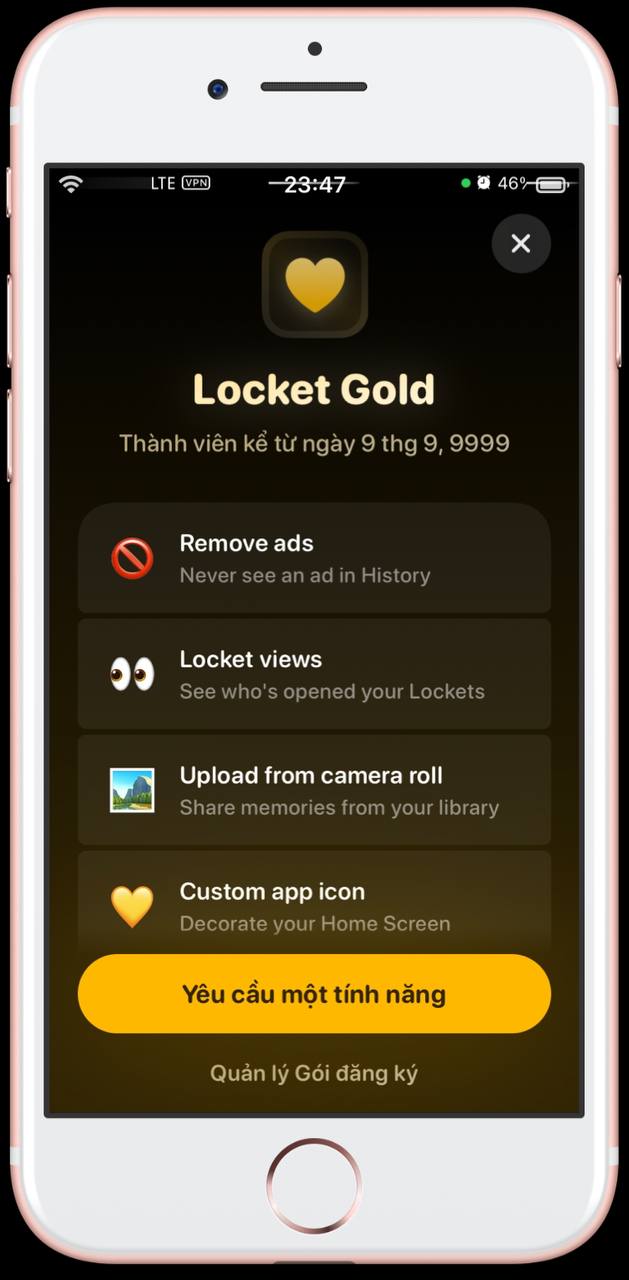 LTE VPN 23:47 46%
Locket Gold
Thành viên kể từ ngày 9 thg 9, 9999
Remove ads
Never see an ad in History
Locket views
See who's opened your Lockets
Upload from camera roll
Share memories from your library
Custom app icon
Decorate your Home Screen
Yêu cầu một tính năng
Quản lý Gói đăng ký